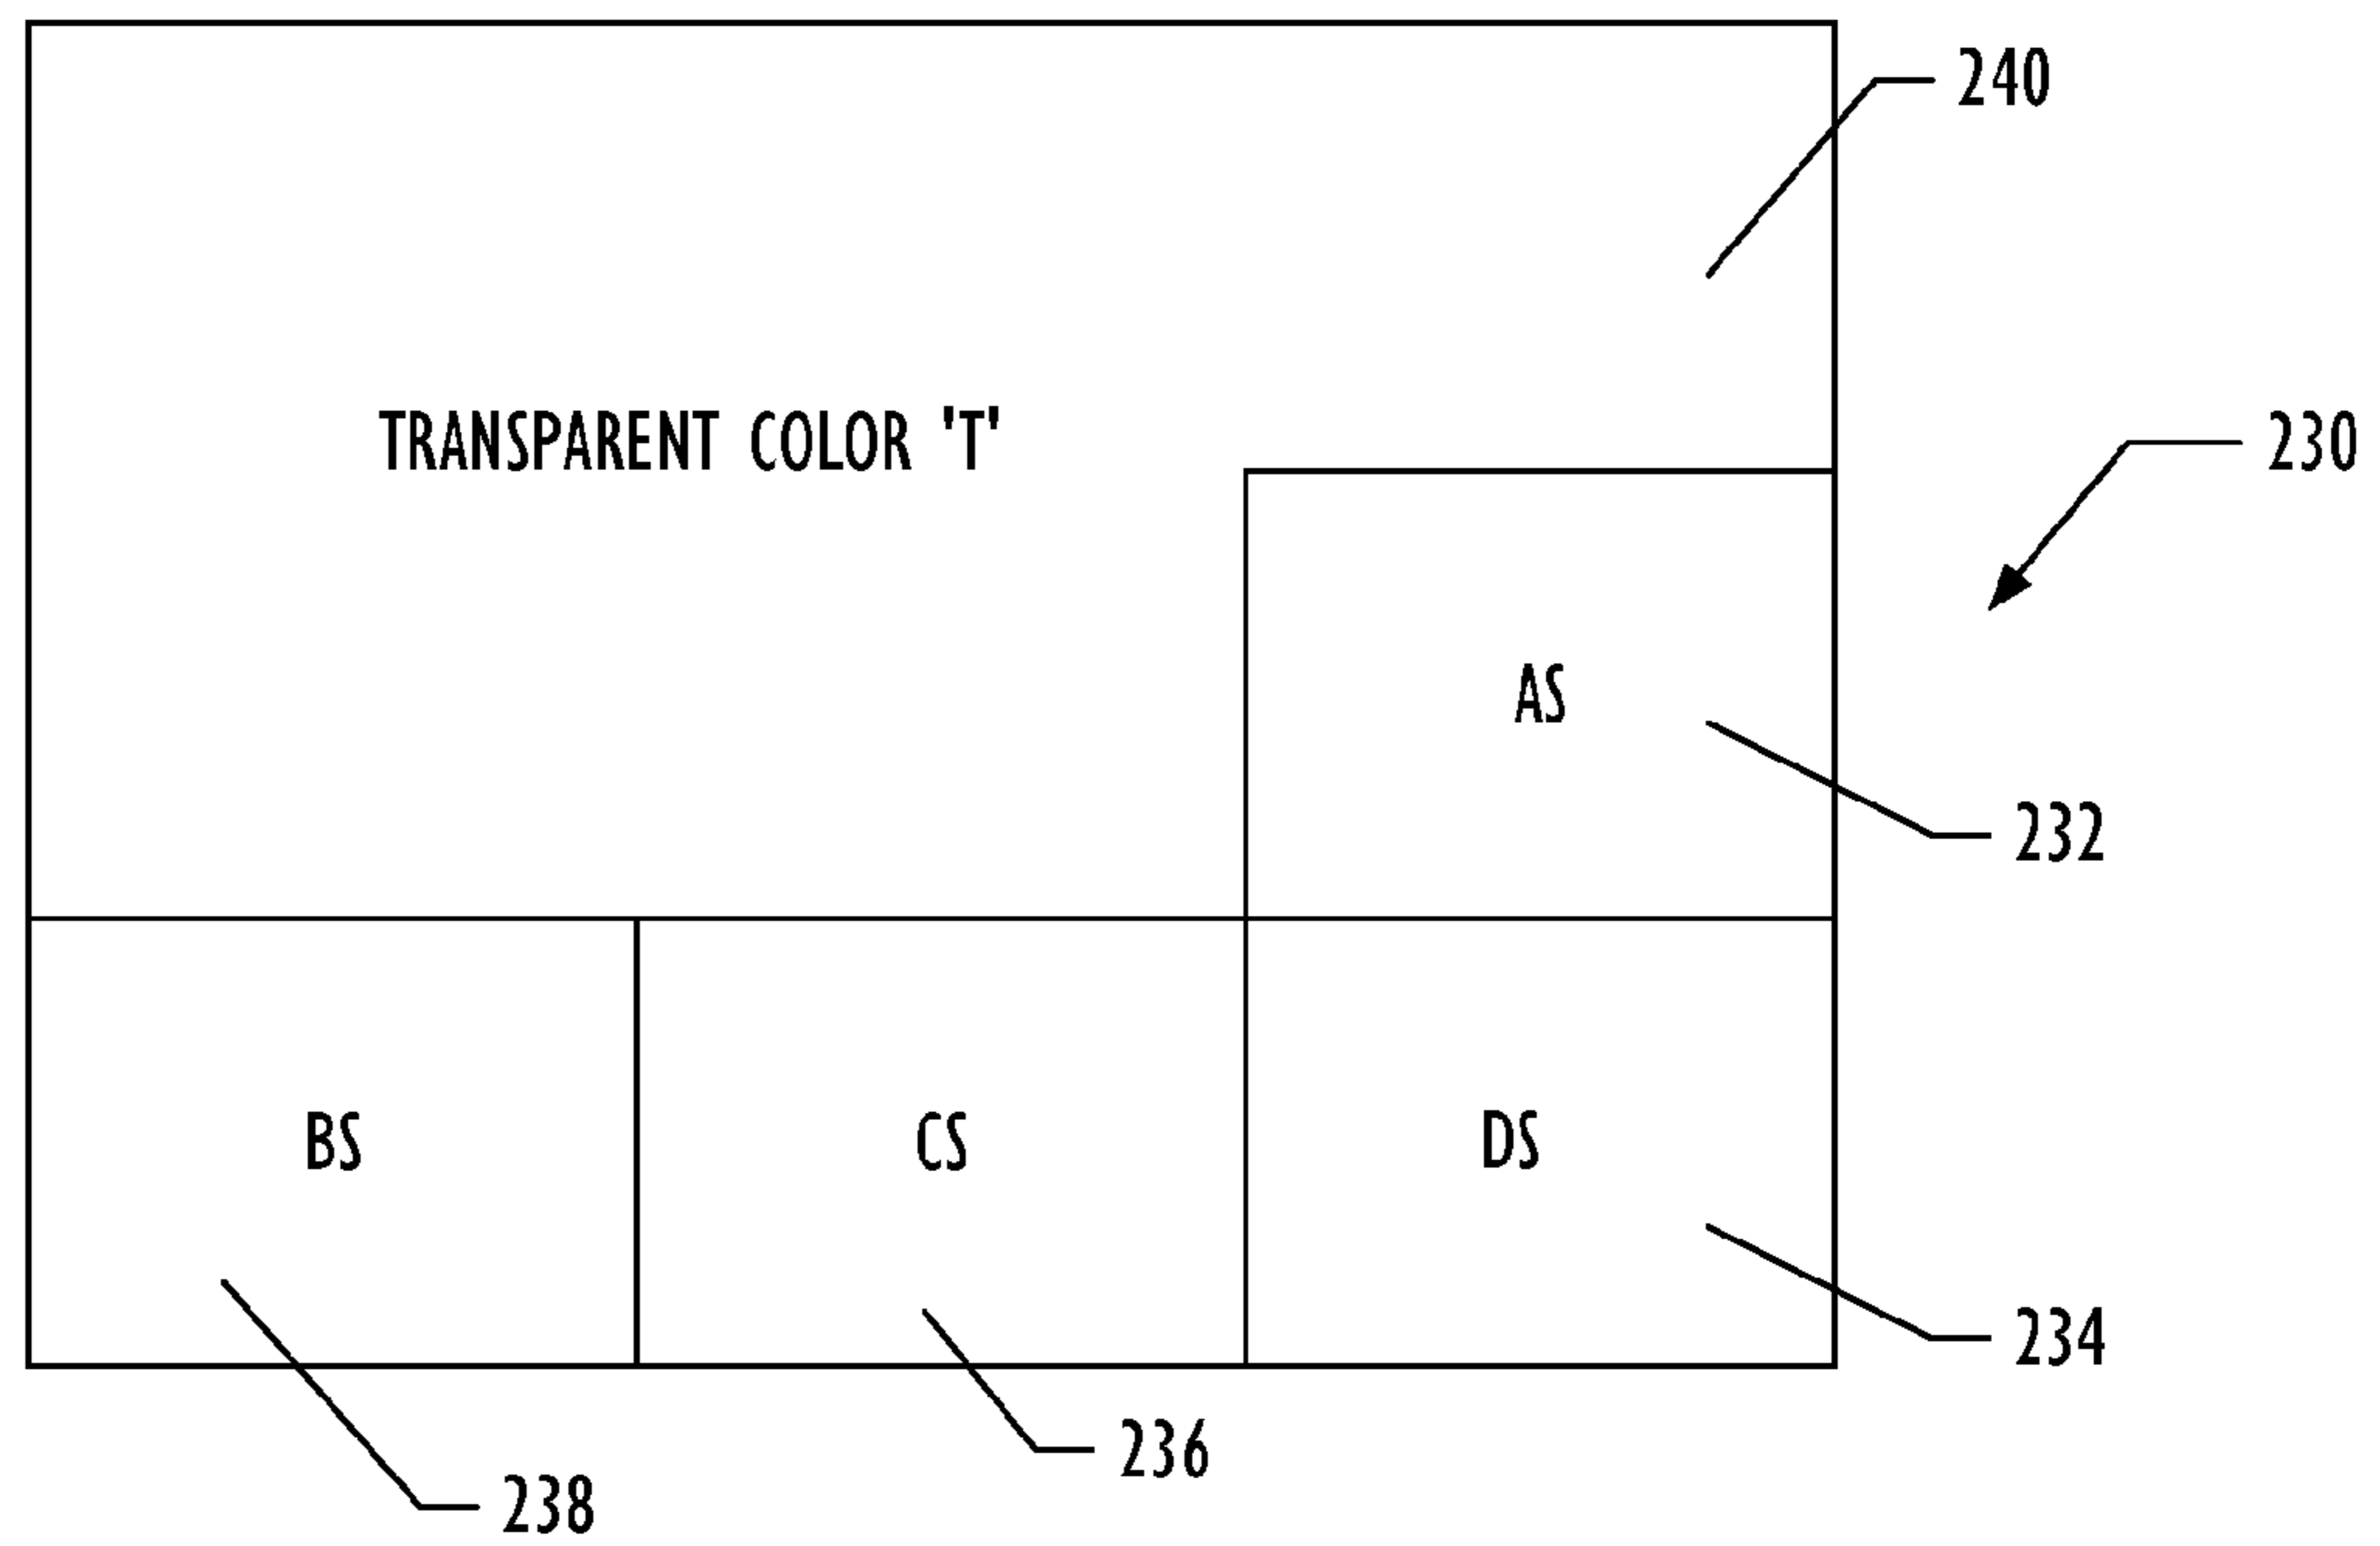 240
230
TRANSPARENT COLOR 'T'
AS
232
BS
CS
DS
234
236
238